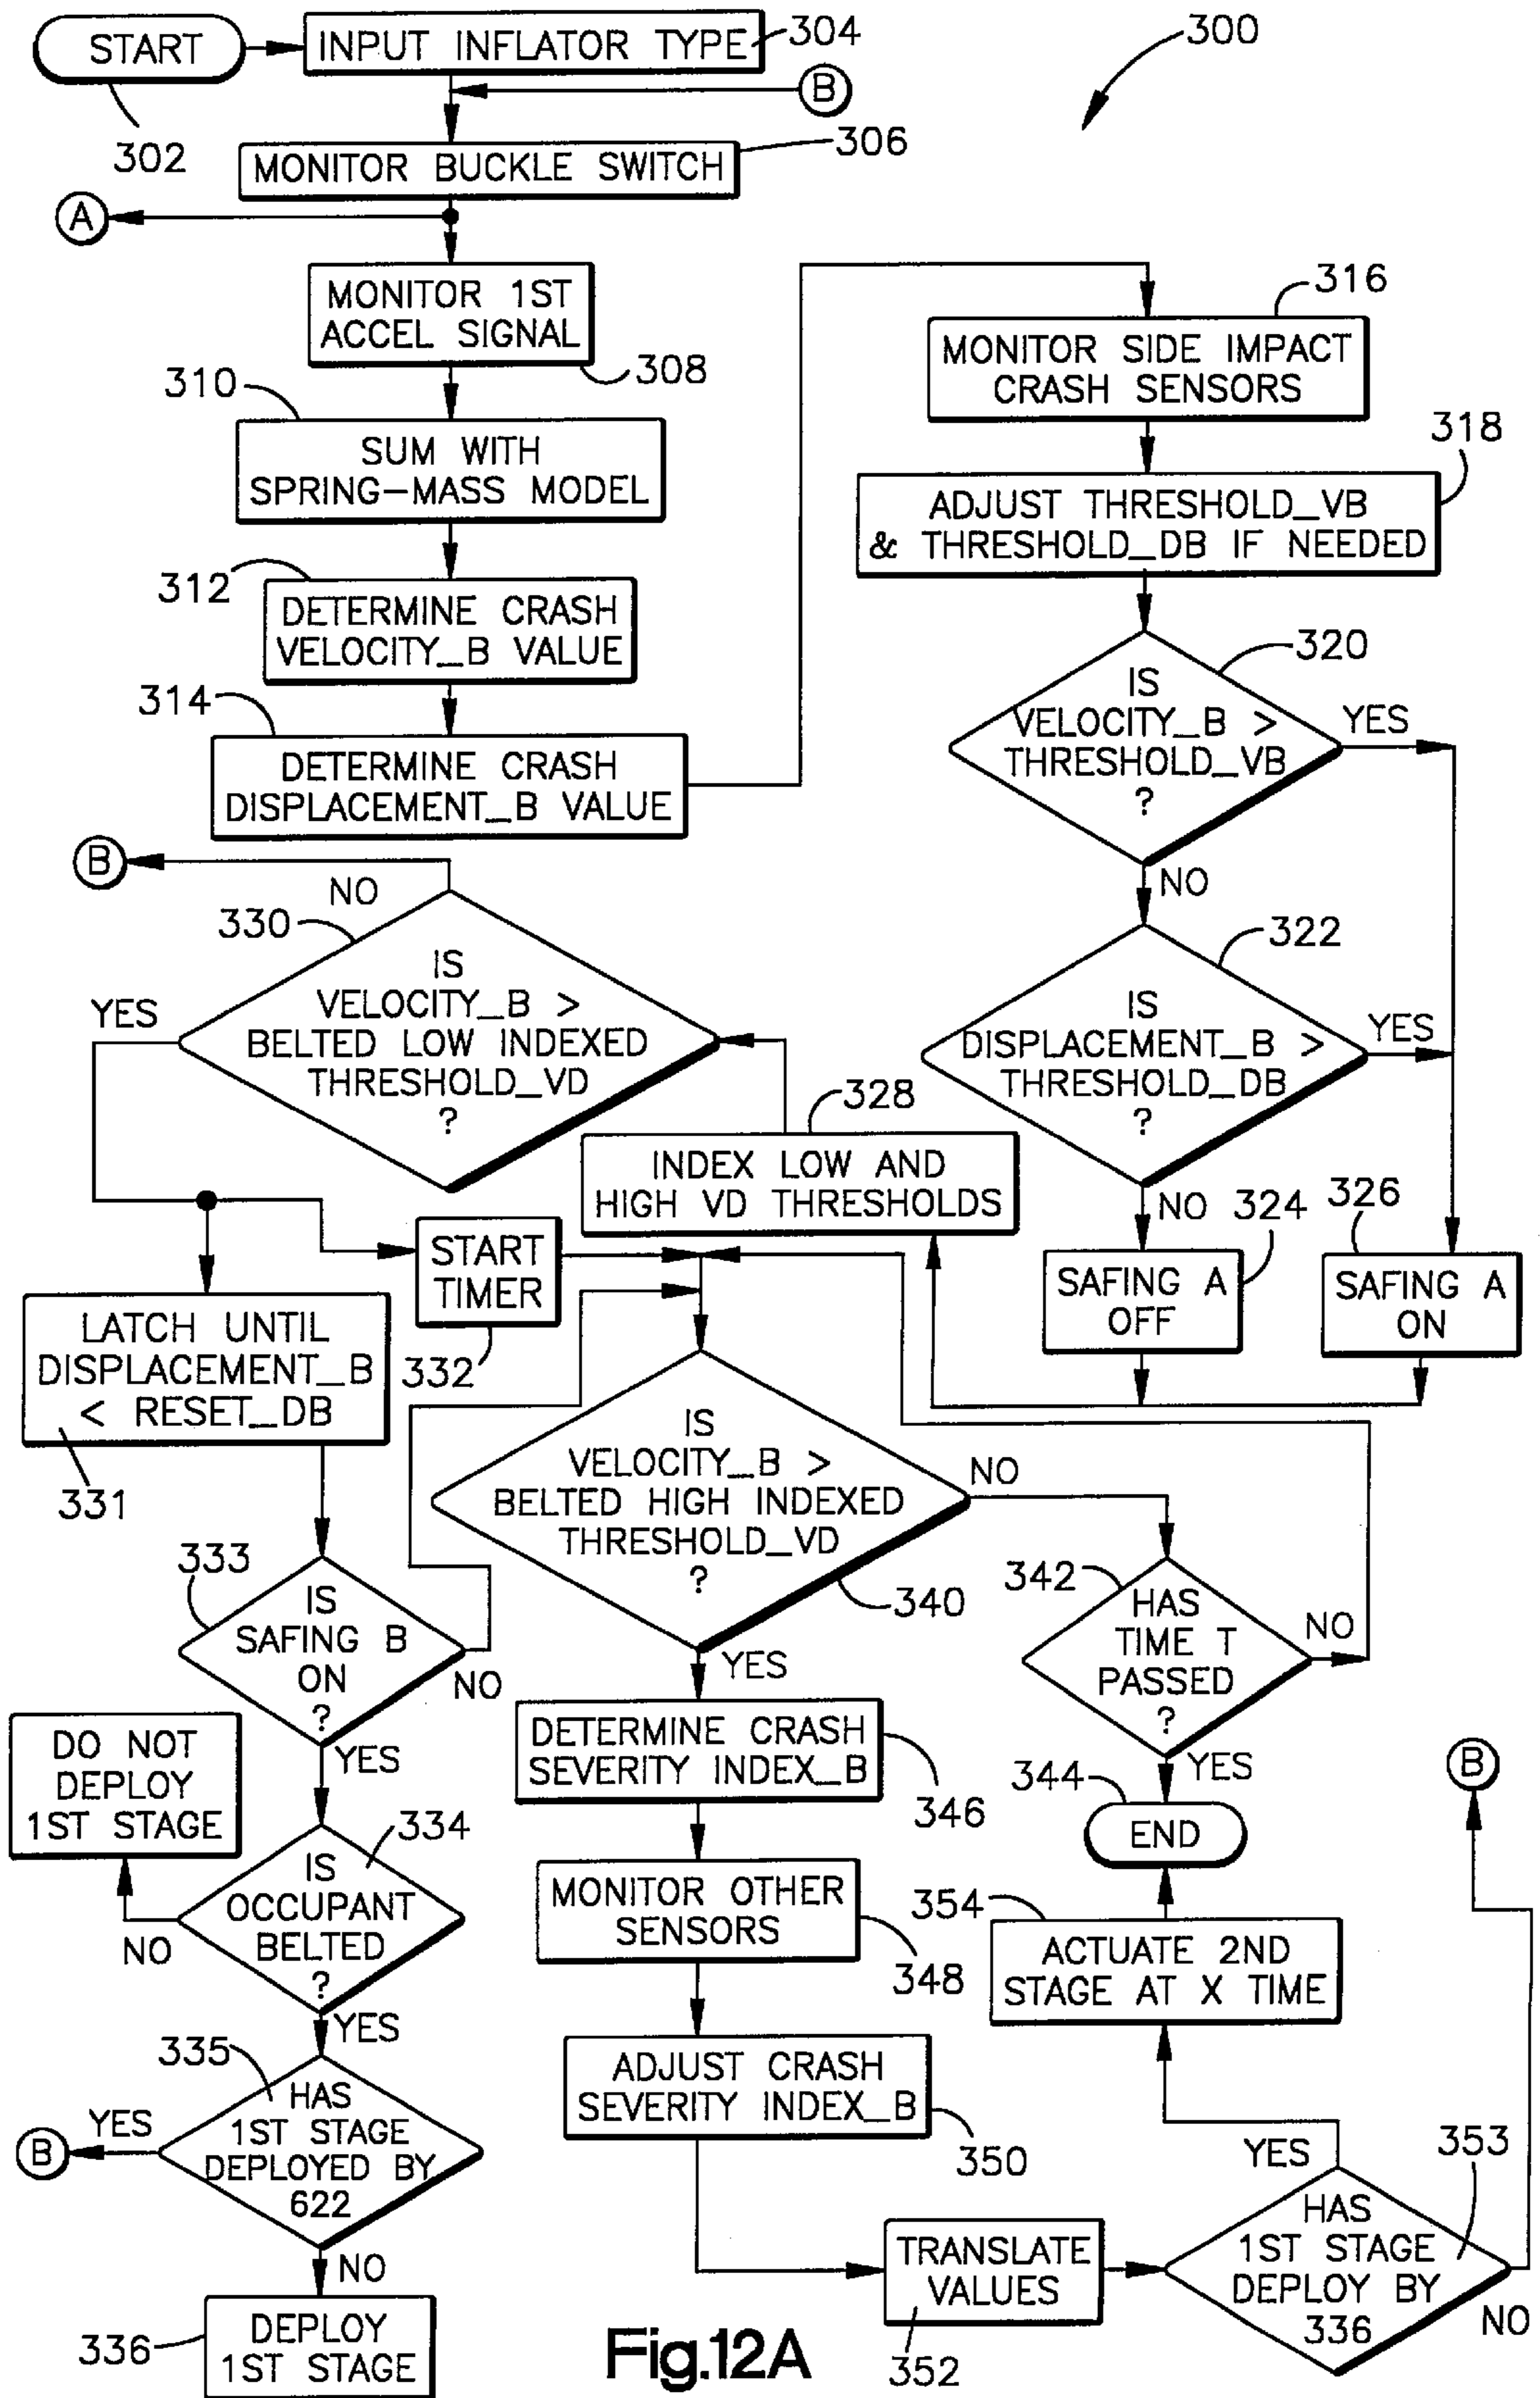 START
INPUT INFLATOR TYPE
304
300
302
B
MONITOR BUCKLE SWITCH
306
A
MONITOR 1ST
ACCEL SIGNAL
308
310
SUM WITH
SPRING-MASS MODEL
312
DETERMINE CRASH
VELOCITY_B VALUE
314
DETERMINE CRASH
DISPLACEMENT_B VALUE
316
MONITOR SIDE IMPACT
CRASH SENSORS
318
ADJUST THRESHOLD_VB
& THRESHOLD_DB IF NEEDED
320
IS
VELOCITY_B >
THRESHOLD_VB
?
YES
NO
322
IS
DISPLACEMENT_B >
THRESHOLD_DB
?
YES
NO
324
SAFING A
OFF
326
SAFING A
ON
328
INDEX LOW AND
HIGH VD THRESHOLDS
B
NO
330
IS
VELOCITY_B >
BELTED LOW INDEXED
THRESHOLD_VD
?
YES
START
TIMER
332
LATCH UNTIL
DISPLACEMENT_B
< RESET_DB
331
333
IS
SAFING B
ON
?
NO
YES
DO NOT
DEPLOY
1ST STAGE
334
IS
OCCUPANT
BELTED
?
NO
YES
335
HAS
1ST STAGE
DEPLOYED BY
622
YES
B
NO
336
DEPLOY
1ST STAGE
IS
VELOCITY_B >
BELTED HIGH INDEXED
THRESHOLD_VD
?
340
NO
YES
342
HAS
TIME T
PASSED
?
NO
YES
344
END
DETERMINE CRASH
SEVERITY INDEX_B
346
MONITOR OTHER
SENSORS
348
ADJUST CRASH
SEVERITY INDEX_B
350
TRANSLATE
VALUES
352
354
ACTUATE 2ND
STAGE AT X TIME
YES
353
HAS
1ST STAGE
DEPLOY BY
336
NO
B
Fig.12A